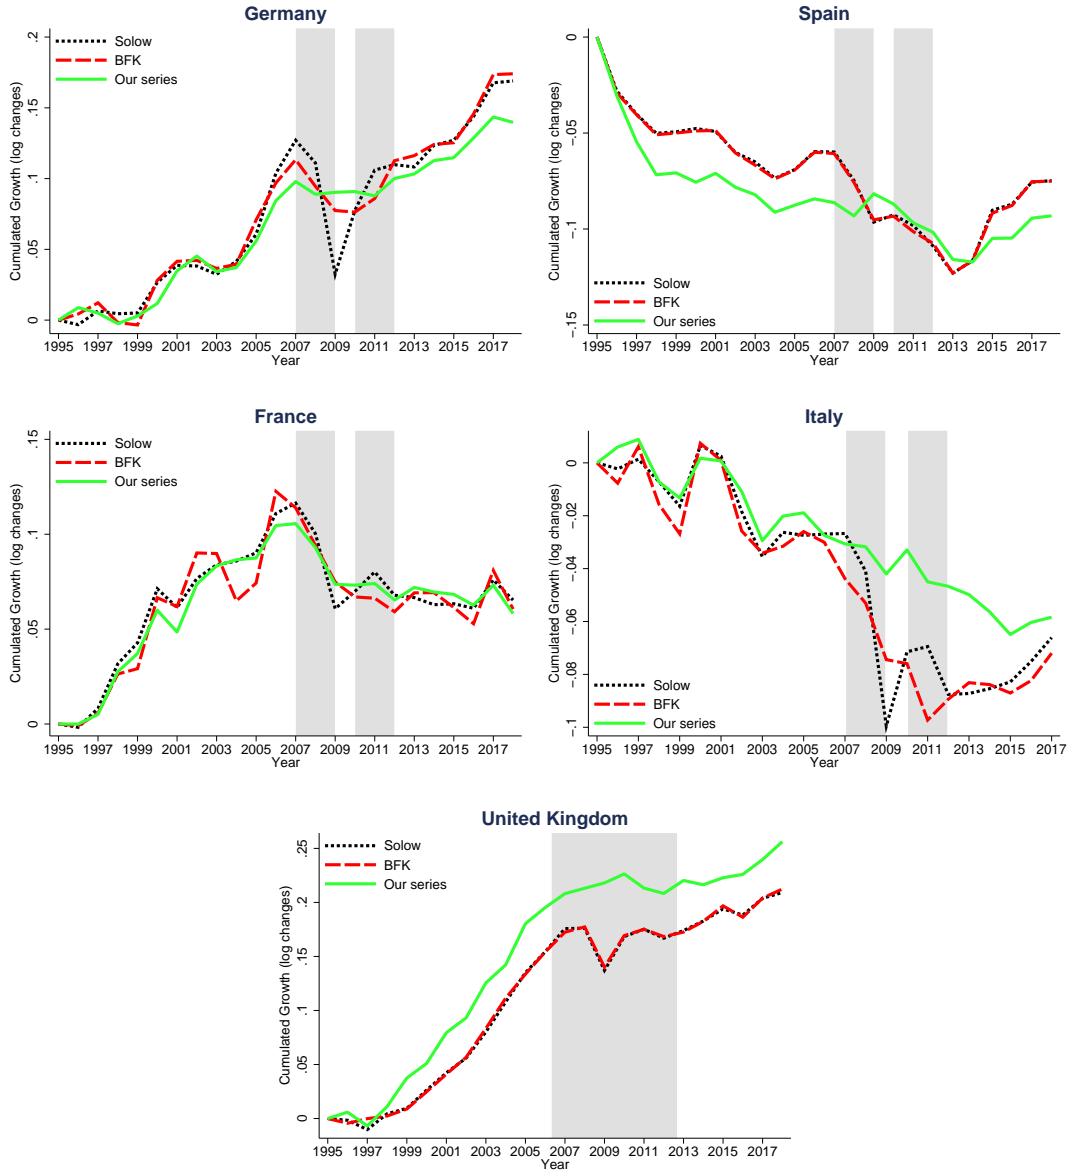 Germany
Cumulated Growth (log changes)
.2
.15
.1
.05
0
Solow
BFK
Our series
1995 1997 1999 2001 2003 2005 2007 2009 2011 2013 2015 2017
Year
Spain
Cumulated Growth (log changes)
0
-.05
-.1
-.15
Solow
BFK
Our series
1995 1997 1999 2001 2003 2005 2007 2009 2011 2013 2015 2017
Year
France
Cumulated Growth (log changes)
.15
.1
.05
0
Solow
BFK
Our series
1995 1997 1999 2001 2003 2005 2007 2009 2011 2013 2015 2017
Year
Italy
Cumulated Growth (log changes)
0
-.02
-.04
-.06
-.08
-.1
Solow
BFK
Our series
1995 1997 1999 2001 2003 2005 2007 2009 2011 2013 2015 2017
Year
United Kingdom
Cumulated Growth (log changes)
.25
.2
.15
.1
.05
0
Solow
BFK
Our series
1995 1997 1999 2001 2003 2005 2007 2009 2011 2013 2015 2017
Year